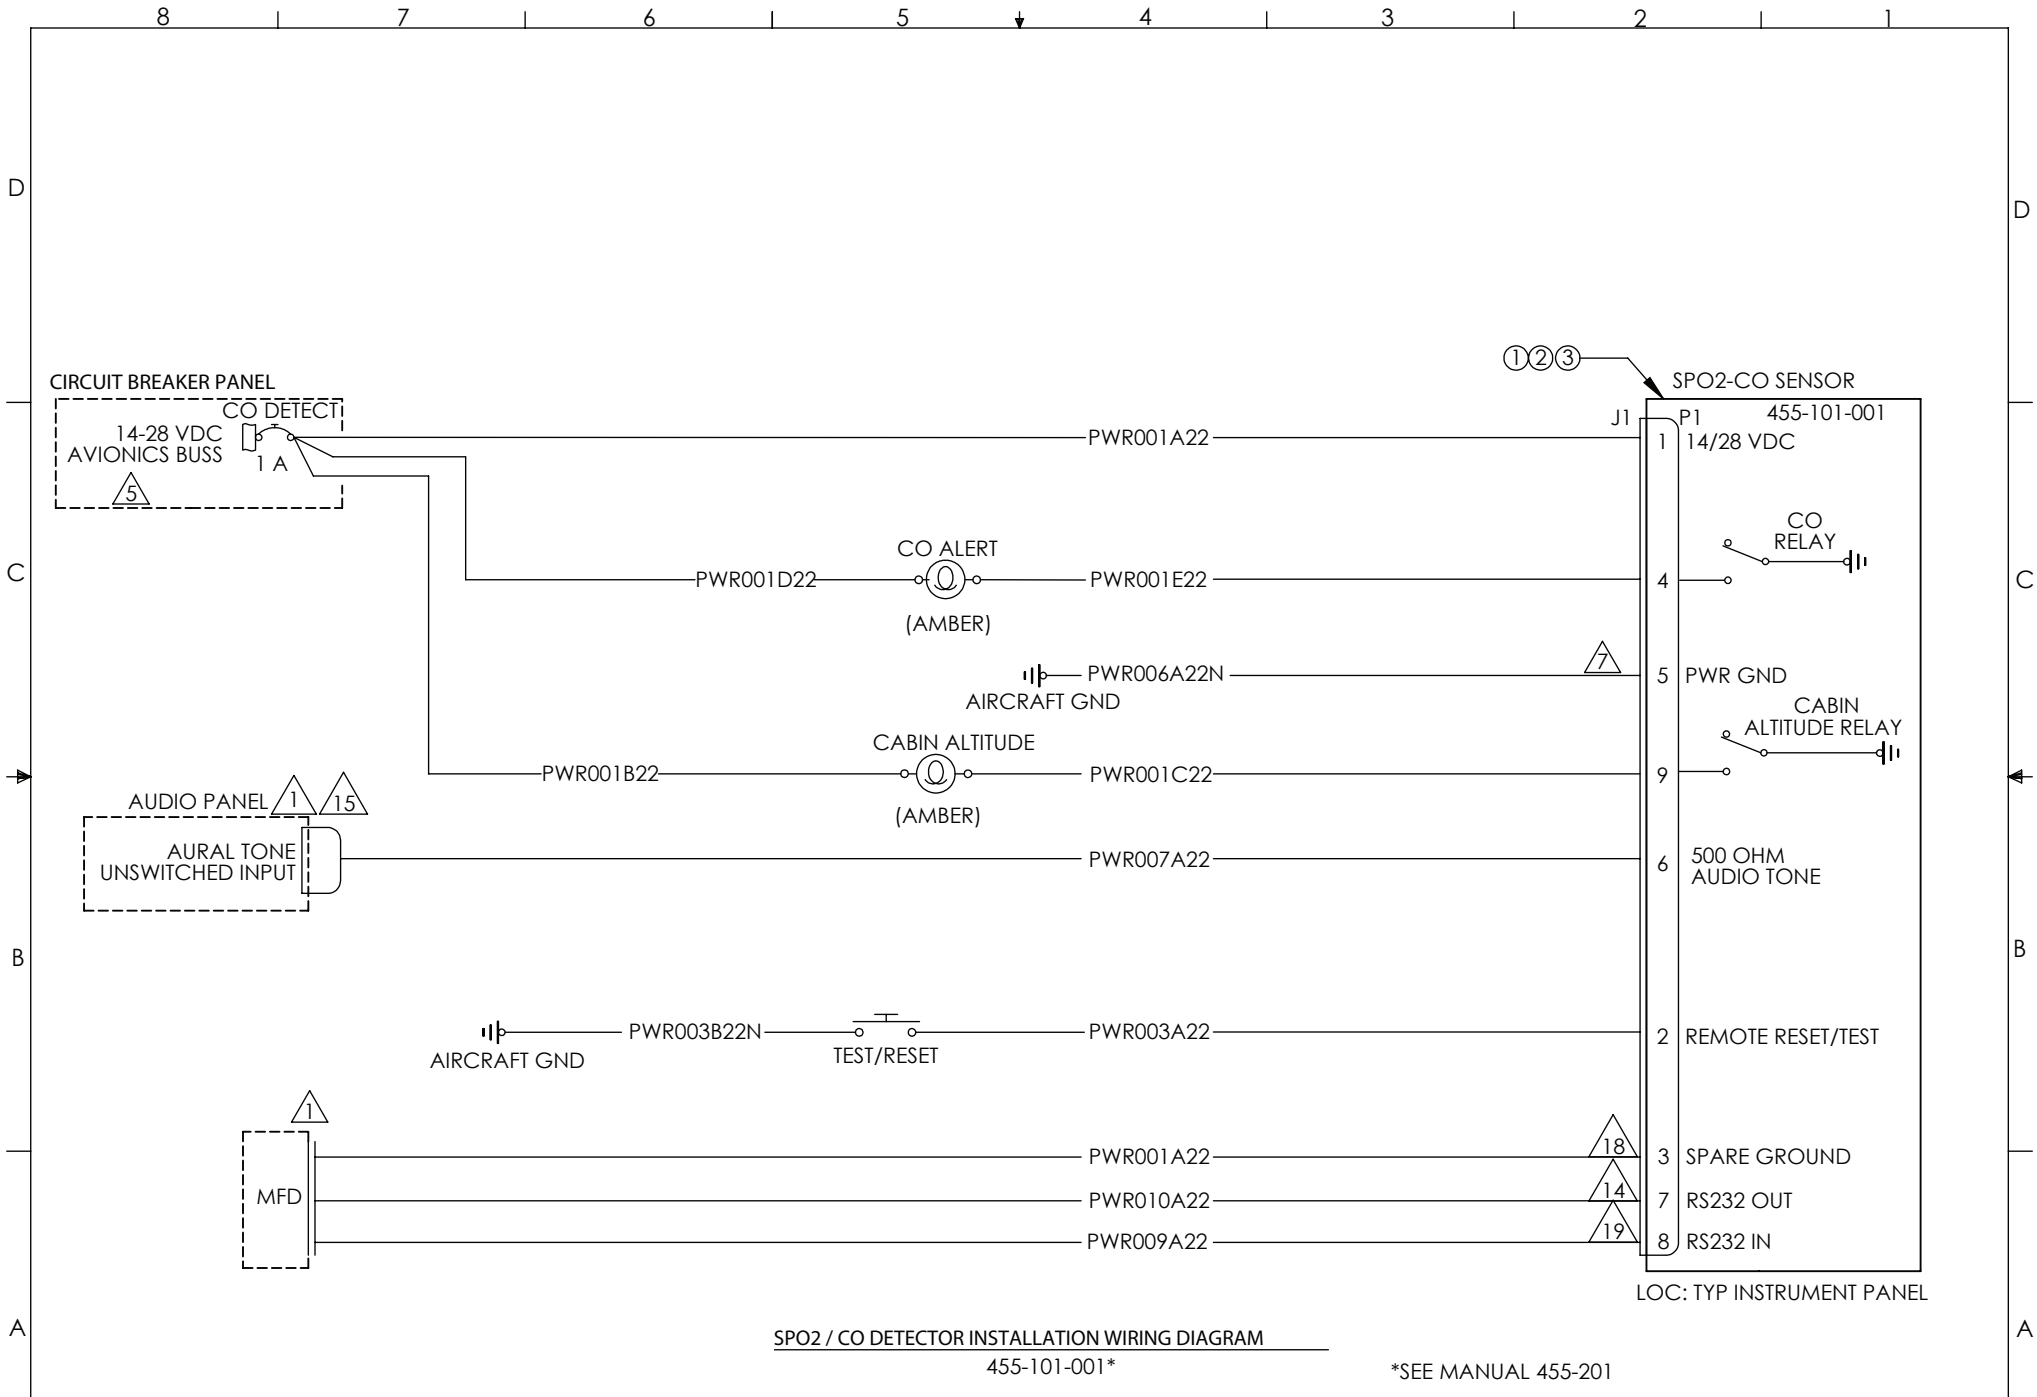 8 7 6 5 4 3 2 1
D
D
①②③
CIRCUIT BREAKER PANEL
SPO2-CO SENSOR
CO DETECT
J1 P1 455-101-001
14-28 VDC
AVIONICS BUSS
1 A
5
PWR001A22
1 14/28 VDC
CO
RELAY
CO ALERT
C
C
PWR001D22
PWR001E22
4
(AMBER)
7
PWR006A22N
5 PWR GND
AIRCRAFT GND
CABIN
ALTITUDE RELAY
CABIN ALTITUDE
PWR001B22
PWR001C22
9
(AMBER)
AUDIO PANEL 1 15
AURAL TONE
UNSWITCHED INPUT
PWR007A22
6 500 OHM
AUDIO TONE
B
B
PWR003B22N
PWR003A22
2 REMOTE RESET/TEST
AIRCRAFT GND
TEST/RESET
1
MFD
PWR001A22
18
3 SPARE GROUND
PWR010A22
14
7 RS232 OUT
PWR009A22
19
8 RS232 IN
LOC: TYP INSTRUMENT PANEL
A
A
SPO2 / CO DETECTOR INSTALLATION WIRING DIAGRAM
455-101-001*
*SEE MANUAL 455-201